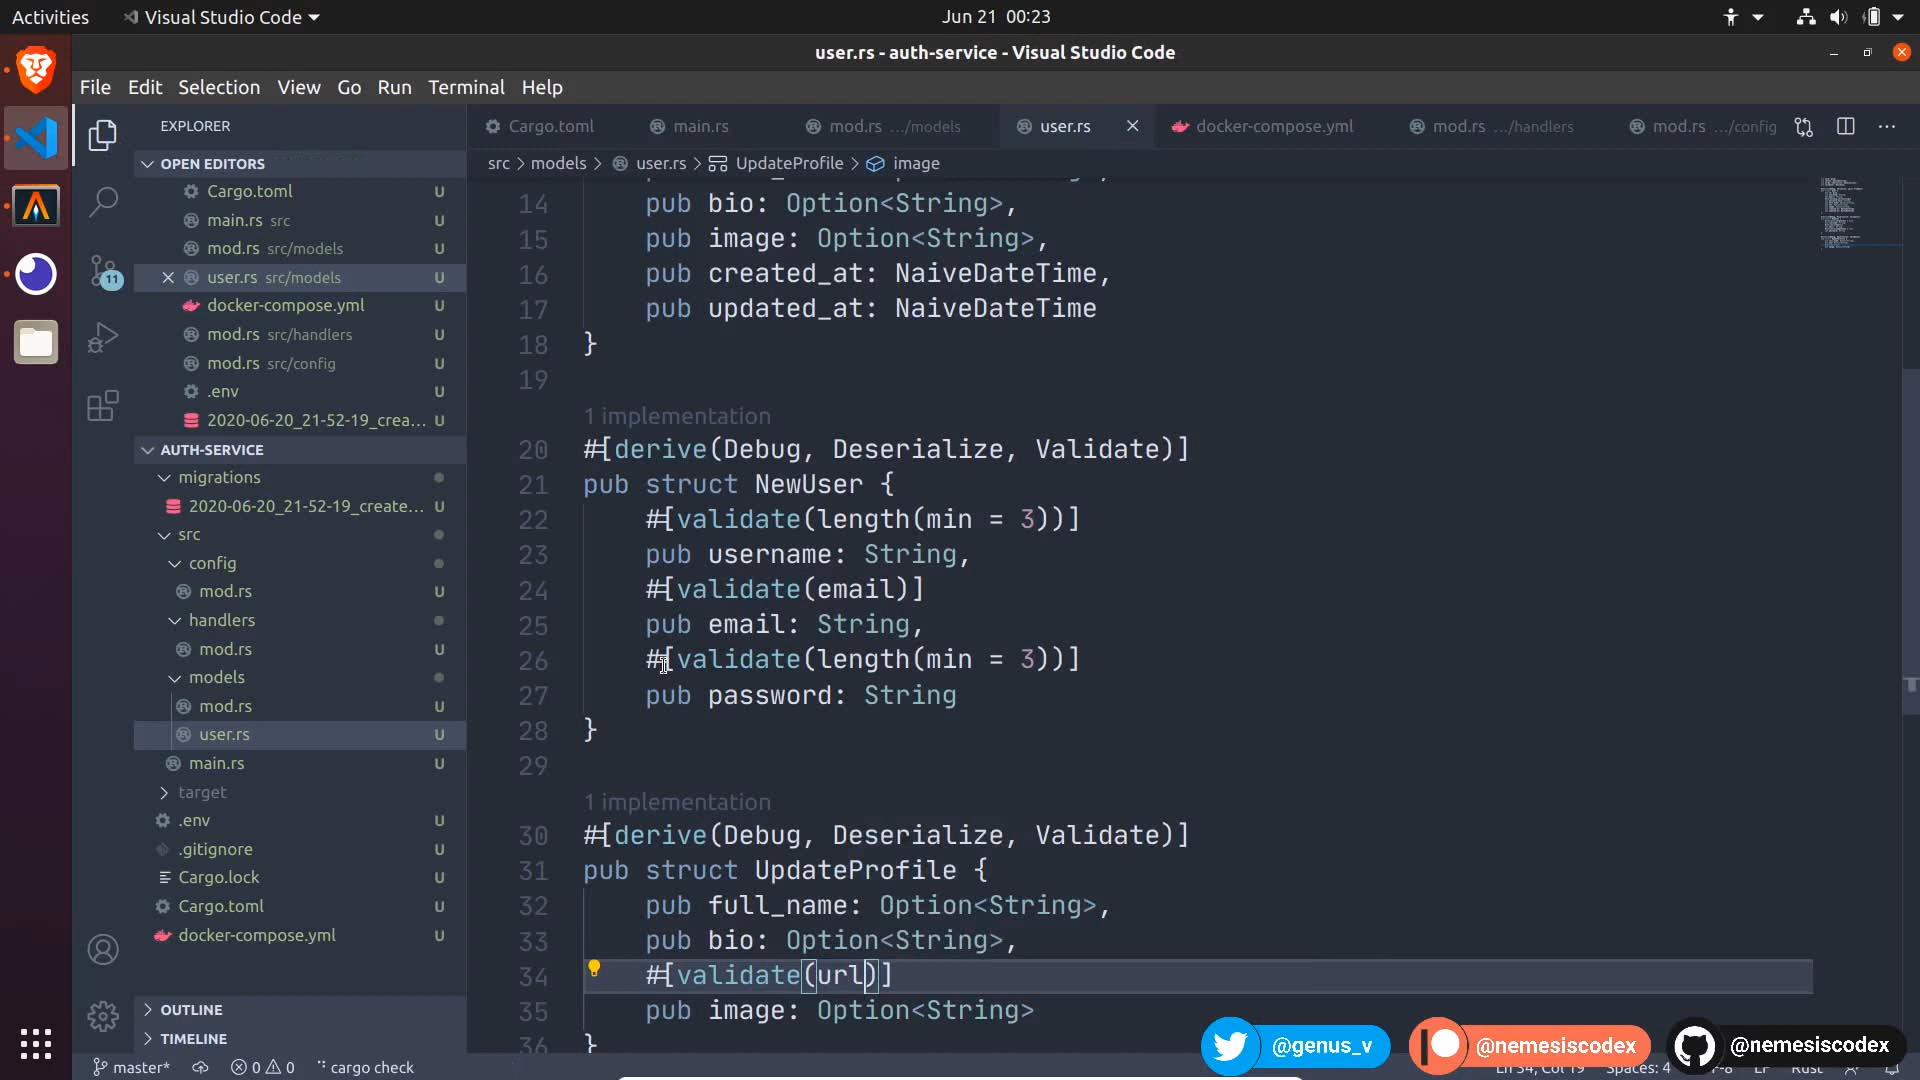 Activities
Visual Studio Code
Jun 21 00:23
user.rs - auth-service - Visual Studio Code
File Edit Selection View Go Run Terminal Help
EXPLORER
OPEN EDITORS
Cargo.toml U
main.rs src U
mod.rs src/models U
user.rs src/models U
docker-compose.yml U
mod.rs src/handlers U
mod.rs src/config U
.env U
2020-06-20_21-52-19_crea... U
11
AUTH-SERVICE
migrations
2020-06-20_21-52-19_create... U
src
config
mod.rs U
handlers
mod.rs U
models
mod.rs U
user.rs U
main.rs U
target
.env U
.gitignore U
Cargo.lock U
Cargo.toml U
docker-compose.yml U
OUTLINE
TIMELINE
Cargo.toml main.rs mod.rs .../models user.rs docker-compose.yml mod.rs .../handlers mod.rs .../config
src > models > user.rs > UpdateProfile > image
14 pub bio: Option<String>,
15 pub image: Option<String>,
16 pub created_at: NaiveDateTime,
17 pub updated_at: NaiveDateTime
18 }
19
1 implementation
20 #[derive(Debug, Deserialize, Validate)]
21 pub struct NewUser {
22 #[validate(length(min = 3))]
23 pub username: String,
24 #[validate(email)]
25 pub email: String,
26 #[validate(length(min = 3))]
27 pub password: String
28 }
29
1 implementation
30 #[derive(Debug, Deserialize, Validate)]
31 pub struct UpdateProfile {
32 pub full_name: Option<String>,
33 pub bio: Option<String>,
34 #[validate(url)]
35 pub image: Option<String>
36 }
@genus_v @nemesiscodex @nemesiscodex
master* 0 0 cargo check
Ln 34, Col 19 Spaces: 4 LF Rust